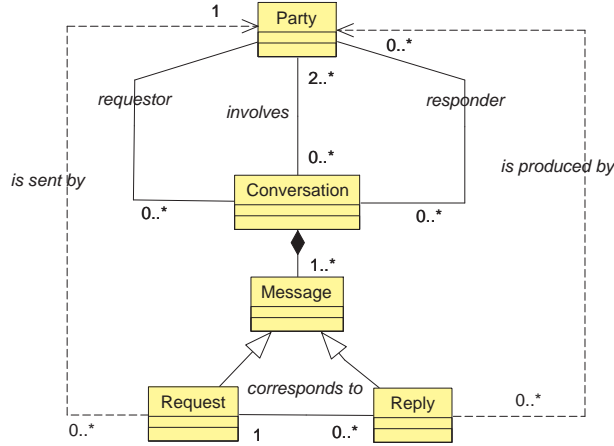 1
Party
0..*
2..*
requestor
involves
responder
is sent by
is produced by
0..*
Conversation
0..*
0..*
1..*
Message
corresponds to
Request
Reply
0..*
1
0..*
0..*